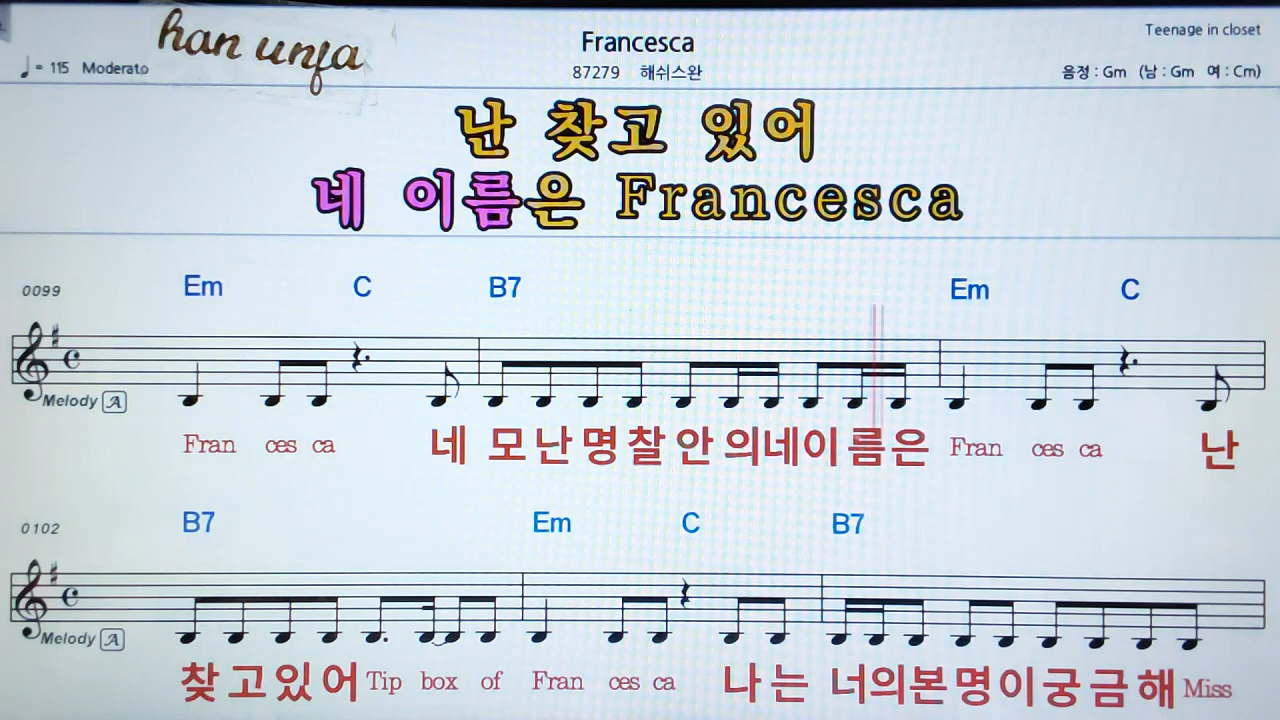 han unfa
Francesca
Teenage in closet
♩= 115 Moderato
87279 해쉬스완
음정 : Gm (남 : Gm 여 : Cm)
난 찾고 있어
네 이름은 Francesca
0099 Em C B7 Em C
Melody A
Fran ces ca 네 모난명찰안 의네이름은 Fran ces ca 난
0102 B7 Em C B7
Melody A
찾고있어 Tip box of Fran ces ca 나는 너의본명이궁금해 Miss